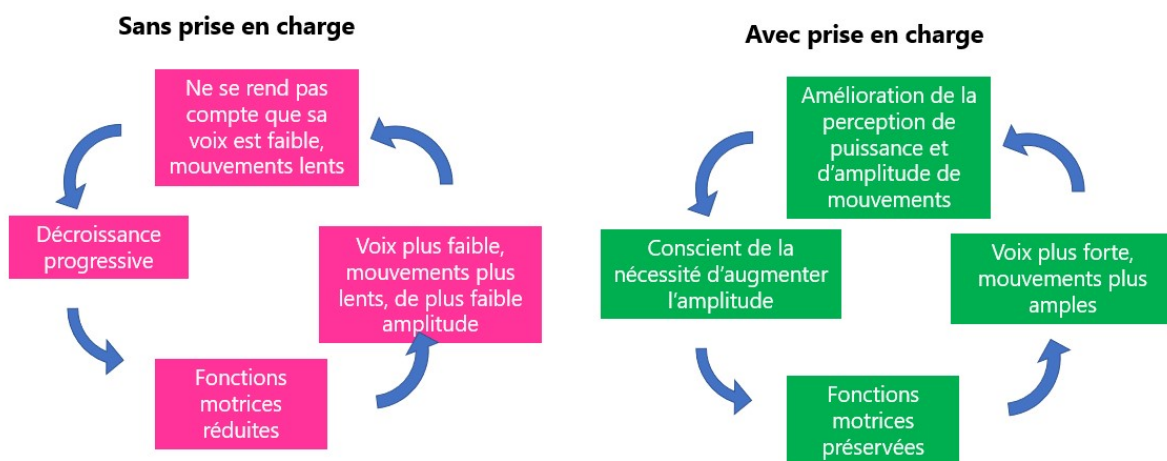 Sans prise en charge
Ne se rend pas
compte que sa
voix est faible,
mouvements lents
Décroissance
progressive
Fonctions
motrices
réduites
Voix plus faible,
mouvements plus
lents, de plus faible
amplitude
Avec prise en charge
Amélioration de la
perception de
puissance et
d’amplitude de
mouvements
Conscient de la
nécessité d’augmenter
l’amplitude
Fonctions
motrices
préservées
Voix plus forte,
mouvements plus
amples